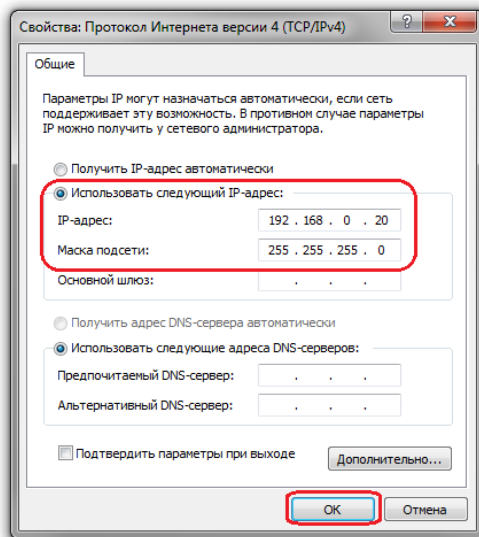 Свойства: Протокол Интернета версии 4 (TCP/IPv4)
Общие
Параметры IP могут назначаться автоматически, если сеть
поддерживает эту возможность. В противном случае параметры
IP можно получить у сетевого администратора.
Получить IP-адрес автоматически
Использовать следующий IP-адрес:
IP-адрес: 192 . 168 . 0 . 20
Маска подсети: 255 . 255 . 255 . 0
Основной шлюз: . . .
Получить адрес DNS-сервера автоматически
Использовать следующие адреса DNS-серверов:
Предпочитаемый DNS-сервер: . . .
Альтернативный DNS-сервер: . . .
Подтвердить параметры при выходе
Дополнительно...
OK Отмена